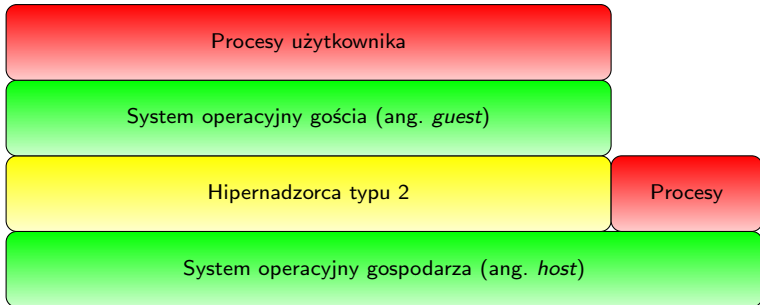 Procesy użytkownika
System operacyjny gościa (ang. guest)
Hipernadzorca typu 2
Procesy
System operacyjny gospodarza (ang. host)